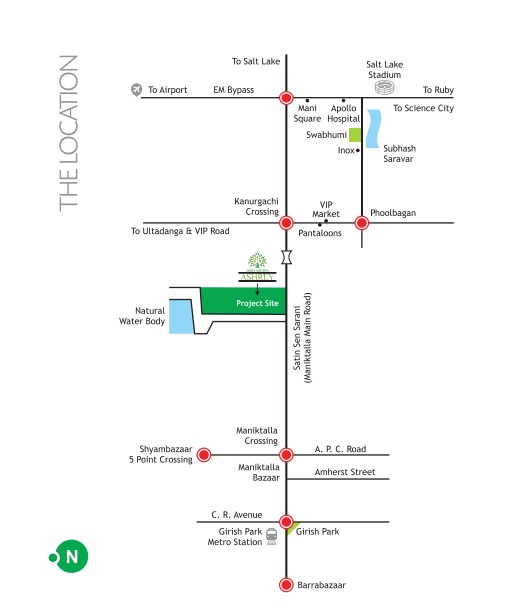 THE LOCATION
To Salt Lake
Salt Lake
Stadium
To Airport
EM Bypass
To Ruby
Mani
Square
Apollo
Hospital
To Science City
Swabhumi
Inox
Subhash
Saravar
Kanurgachi
Crossing
VIP
Market
Phoolbagan
To Ultadanga & VIP Road
Pantaloons
ASHREY
Project Site
Natural
Water Body
Satin Sen Sarani
(Maniktalla Main Road)
Maniktalla
Crossing
A. P. C. Road
Shyambazaar
5 Point Crossing
Maniktalla
Bazaar
Amherst Street
C. R. Avenue
Girish Park
Metro Station
Girish Park
N
Barrabazaar